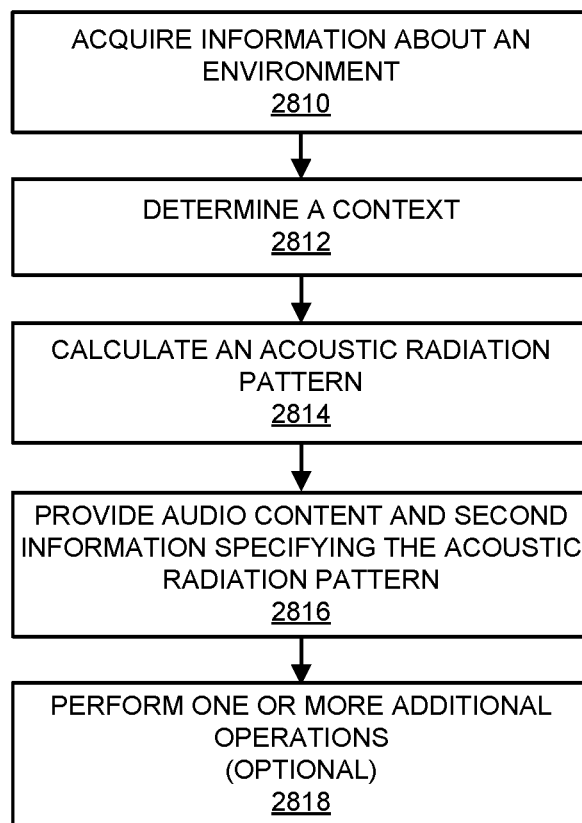 ACQUIRE INFORMATION ABOUT AN
ENVIRONMENT
2810
DETERMINE A CONTEXT
2812
CALCULATE AN ACOUSTIC RADIATION
PATTERN
2814
PROVIDE AUDIO CONTENT AND SECOND
INFORMATION SPECIFYING THE ACOUSTIC
RADIATION PATTERN
2816
PERFORM ONE OR MORE ADDITIONAL
OPERATIONS
(OPTIONAL)
2818